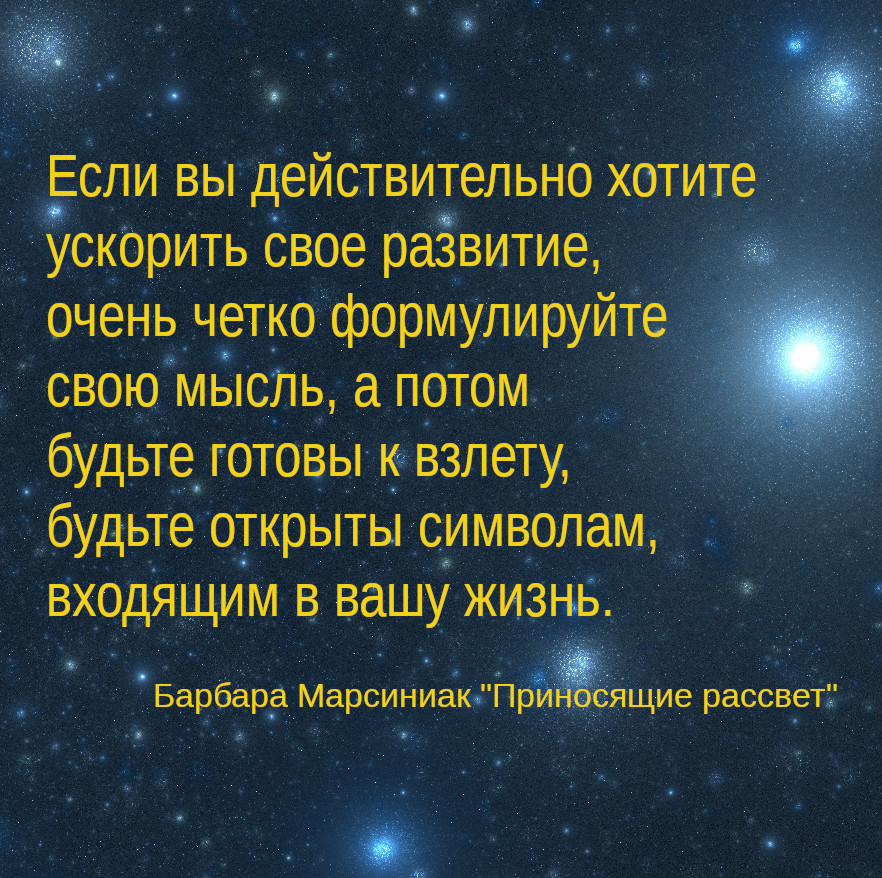 Если вы действительно хотите
ускорить свое развитие,
очень четко формулируйте
свою мысль, а потом
будьте готовы к взлету,
будьте открыты символам,
входящим в вашу жизнь.
Барбара Марсиниак "Приносящие рассвет"